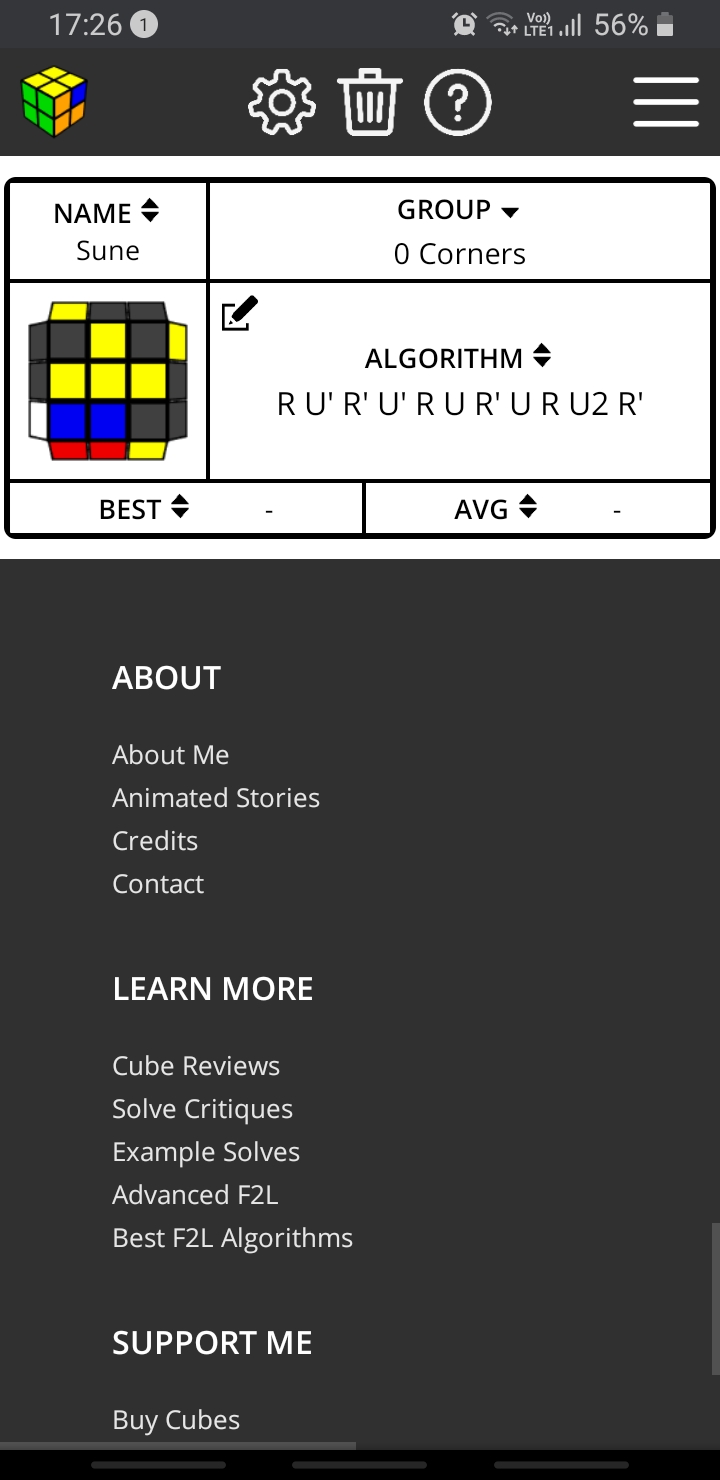 17:26 1 Vo)) LTE1 56%
?
NAME
Sune
GROUP
0 Corners
ALGORITHM
R U' R' U' R U R' U R U2 R'
BEST -
AVG -
ABOUT
About Me
Animated Stories
Credits
Contact
LEARN MORE
Cube Reviews
Solve Critiques
Example Solves
Advanced F2L
Best F2L Algorithms
SUPPORT ME
Buy Cubes